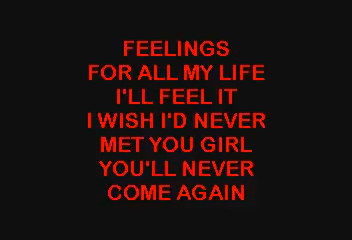 FEELINGS
FOR ALL MY LIFE
I'LL FEEL IT
I WISH I'D NEVER
MET YOU GIRL
YOU'LL NEVER
COME AGAIN